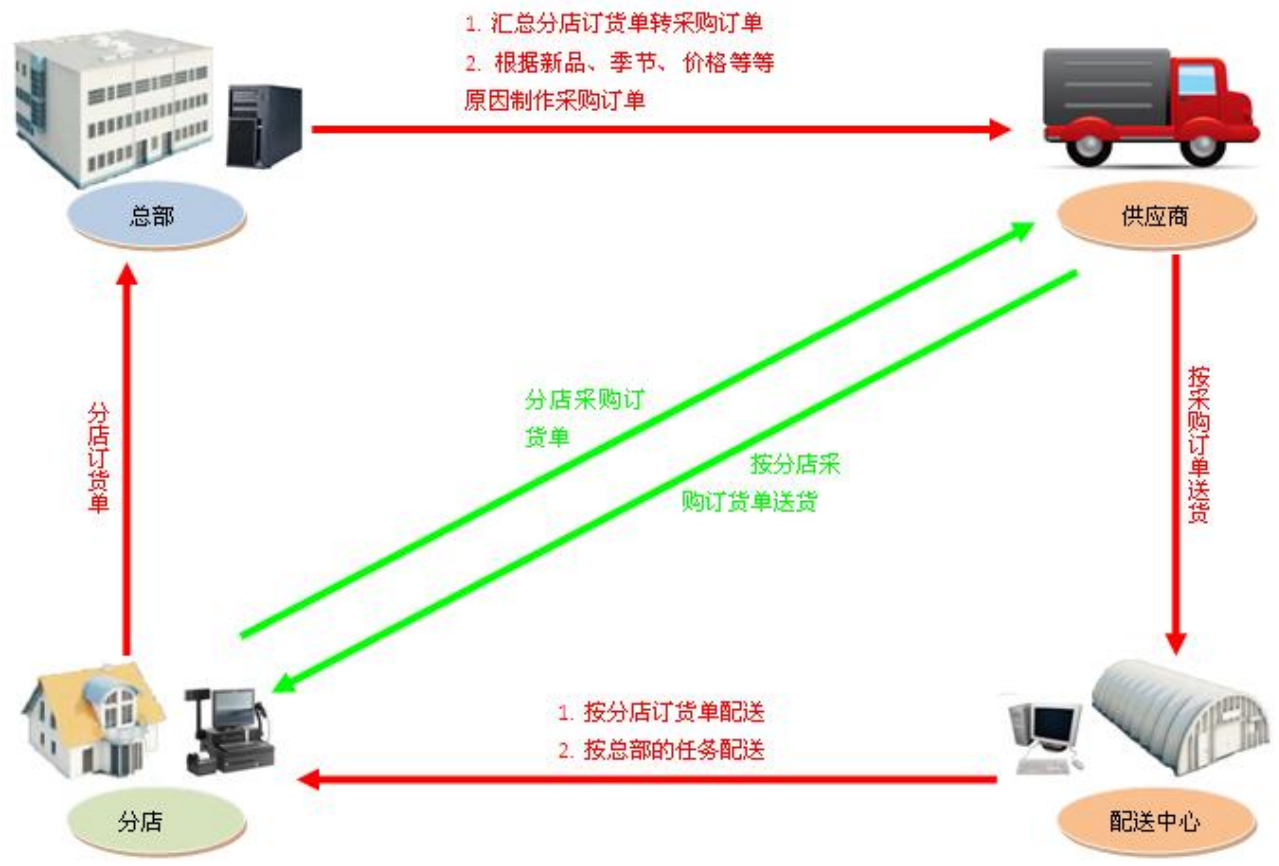 1. 汇总分店订货单转采购订单
2. 根据新品、季节、价格等等
原因制作采购订单
总部
供应商
分店订货单
分店采购订
货单
按分店采
购订货单送货
按采购订单送货
1. 按分店订货单配送
2. 按总部的任务配送
分店
配送中心